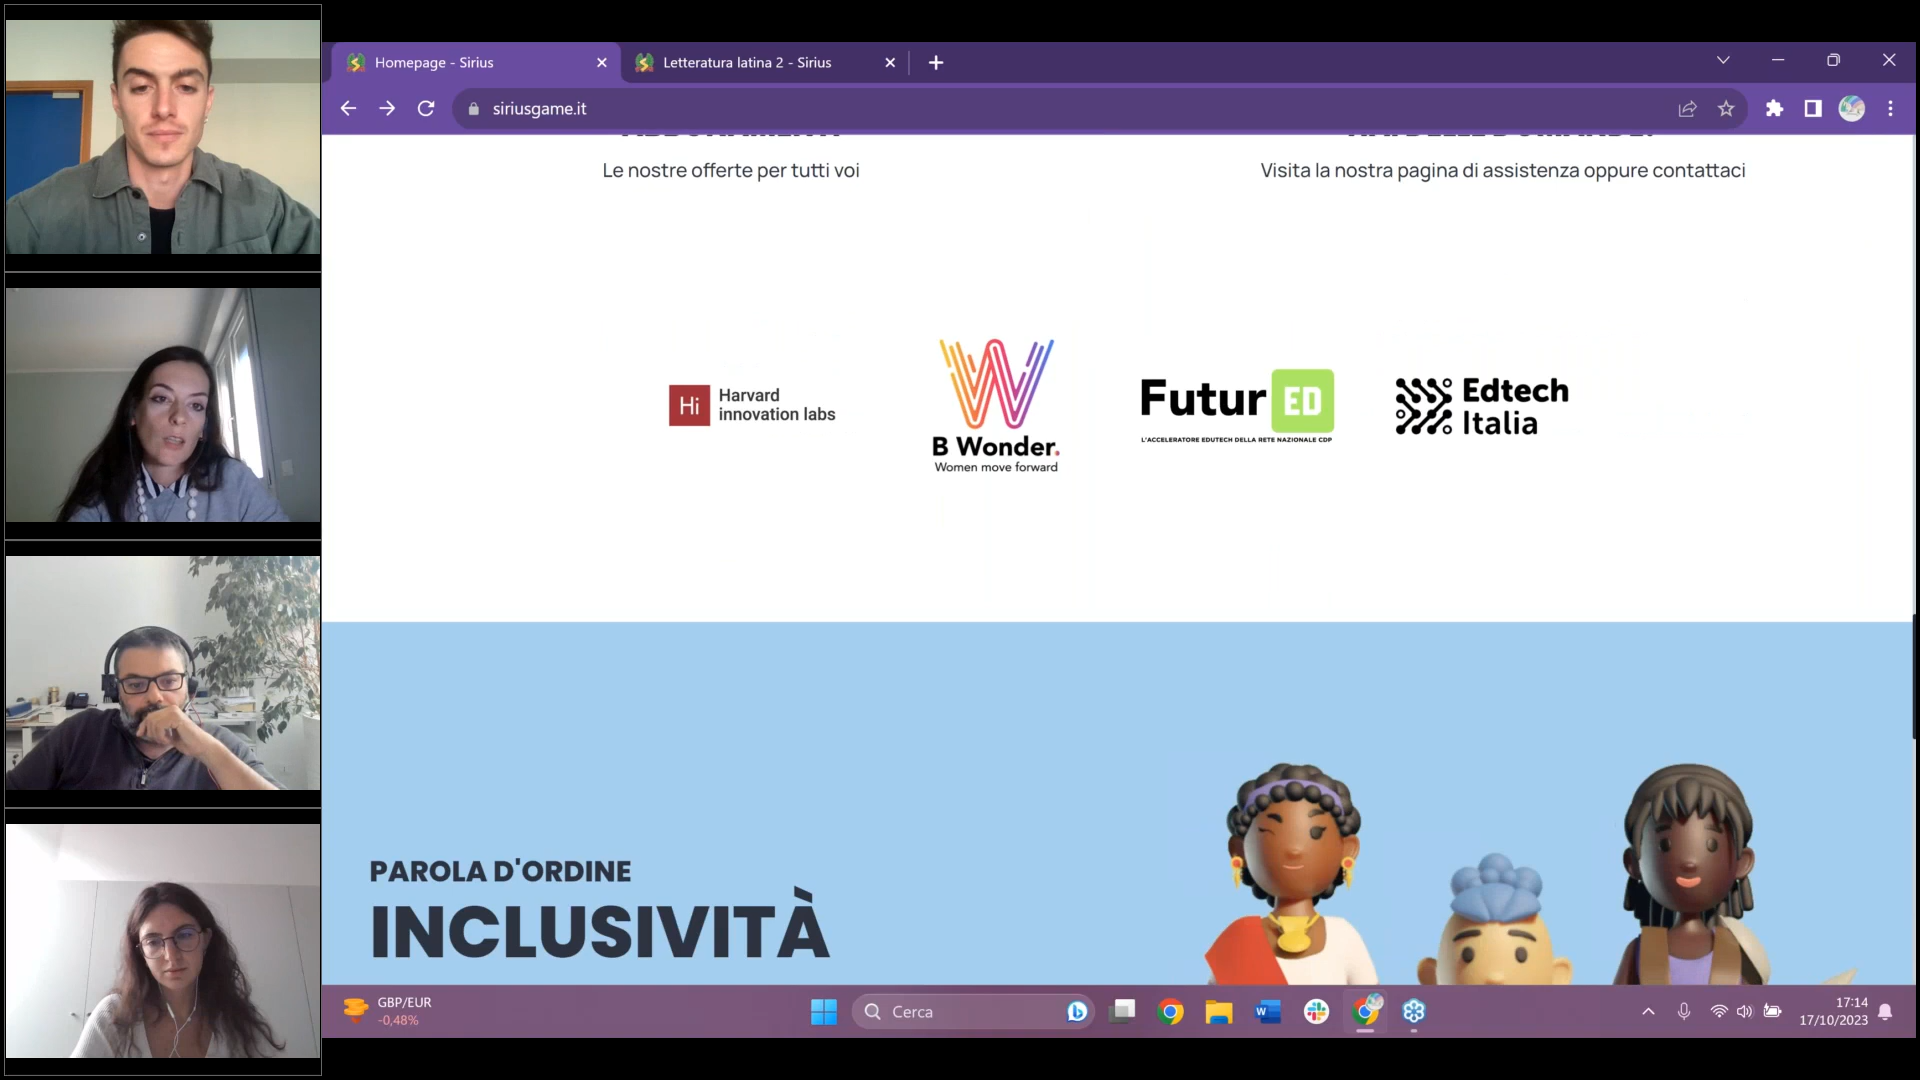 Homepage - Sirius
Letteratura latina 2 - Sirius
siriusgame.it
Le nostre offerte per tutti voi
Visita la nostra pagina di assistenza oppure contattaci
Hi
Harvard
innovation labs
B Wonder.
Women move forward
FuturED
L'ACCELERATORE EDUTECH DELLA RETE NAZIONALE CDP
Edtech
Italia
PAROLA D'ORDINE
INCLUSIVITÀ
GBP/EUR
-0,48%
Cerca
17:14
17/10/2023